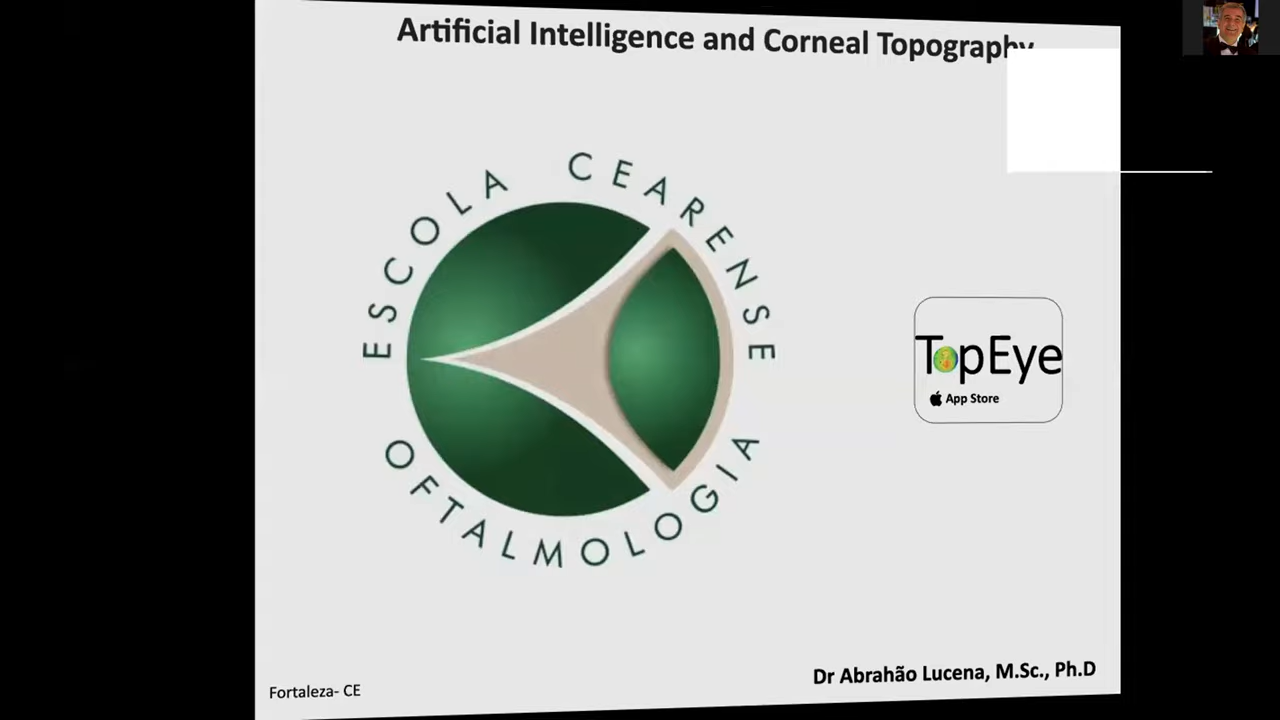 Artificial Intelligence and Corneal Topography
ESCOLA CEARENSE
OFTALMOLOGIA
TopEye
App Store
Dr Abrahão Lucena, M.Sc., Ph.D
Fortaleza- CE